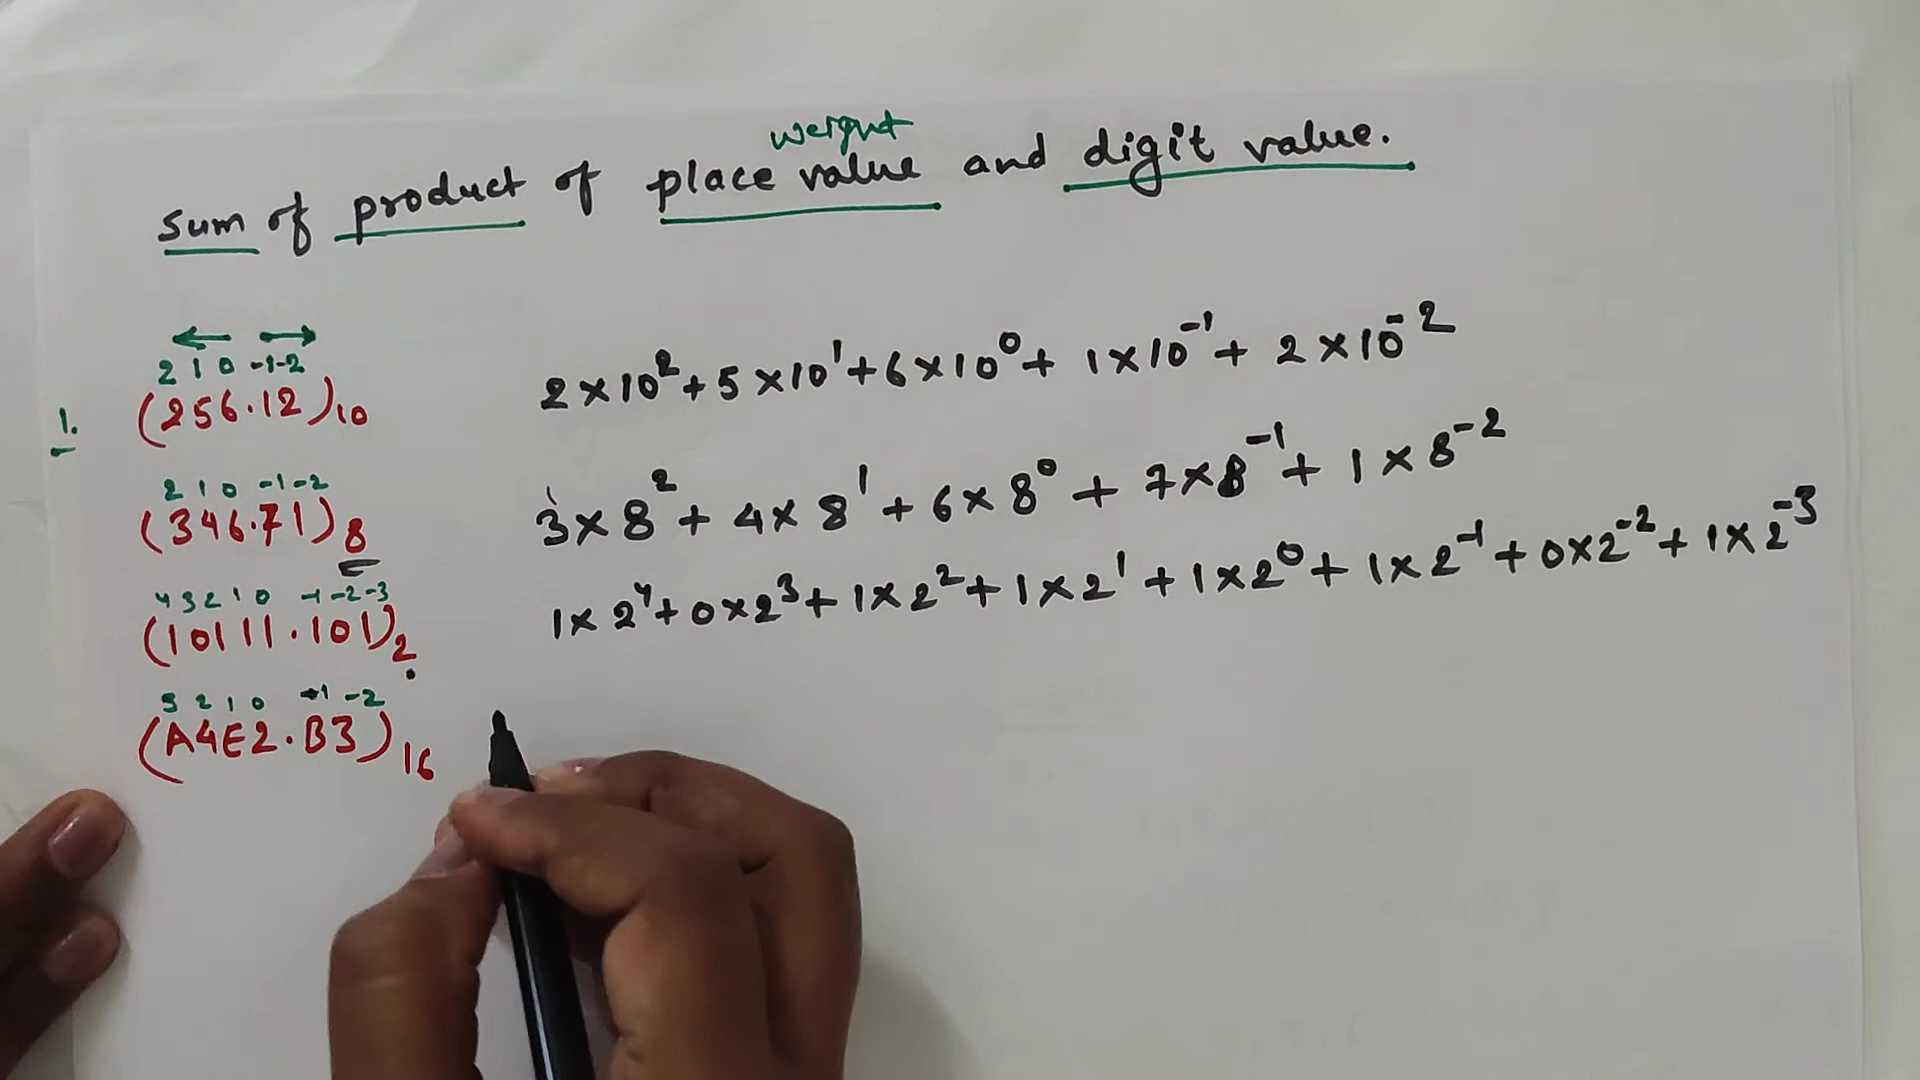 weight
sum of product of place value and digit value.
2 1 0 -1-2
1. (256.12)10 2×10² + 5×10¹ + 6×10⁰ + 1×10⁻¹ + 2×10⁻²
2 1 0 -1-2
(346.71)8 3×8² + 4×8¹ + 6×8⁰ + 7×8⁻¹ + 1×8⁻²
4 3 2 1 0 -1-2-3
(10111.101)2 1×2⁴ + 0×2³ + 1×2² + 1×2¹ + 1×2⁰ + 1×2⁻¹ + 0×2⁻² + 1×2⁻³
3 2 1 0 -1 -2
(A4E2.B3)16